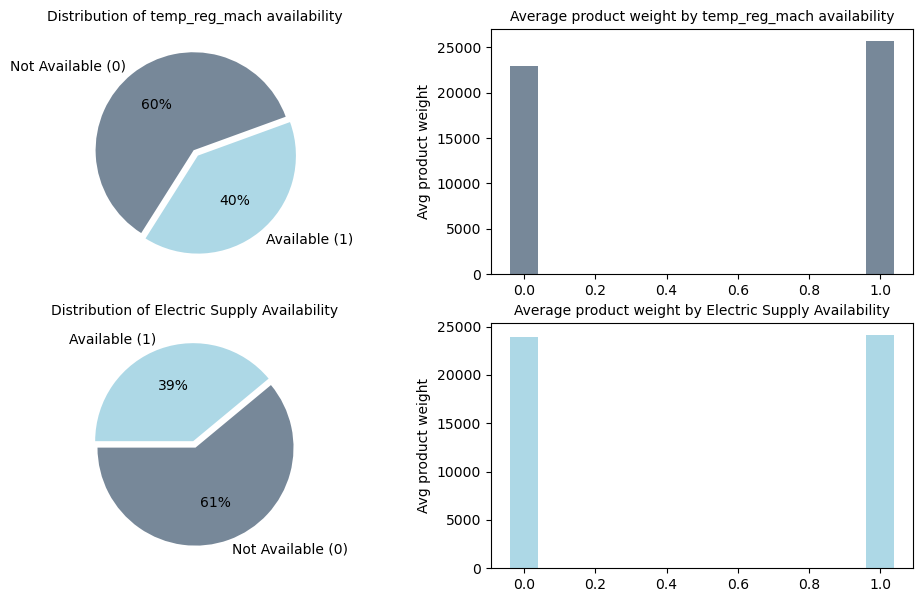 Distribution of temp_reg_mach availability
Not Available (0)
60%
40%
Available (1)
Average product weight by temp_reg_mach availability
Avg product weight
25000
20000
15000
10000
5000
0
0.0 0.2 0.4 0.6 0.8 1.0
Distribution of Electric Supply Availability
Available (1)
39%
61%
Not Available (0)
Average product weight by Electric Supply Availability
Avg product weight
25000
20000
15000
10000
5000
0
0.0 0.2 0.4 0.6 0.8 1.0